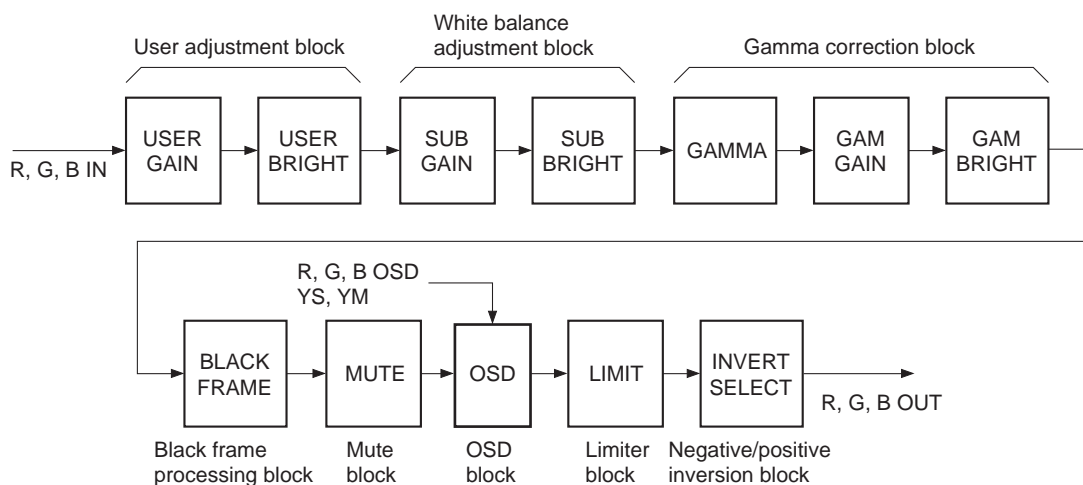 User adjustment block
White balance
adjustment block
Gamma correction block
R, G, B IN
USER
GAIN
USER
BRIGHT
SUB
GAIN
SUB
BRIGHT
GAMMA
GAM
GAIN
GAM
BRIGHT
R, G, B OSD
YS, YM
BLACK
FRAME
MUTE
OSD
LIMIT
INVERT
SELECT
R, G, B OUT
Black frame
processing block
Mute
block
OSD
block
Limiter
block
Negative/positive
inversion block